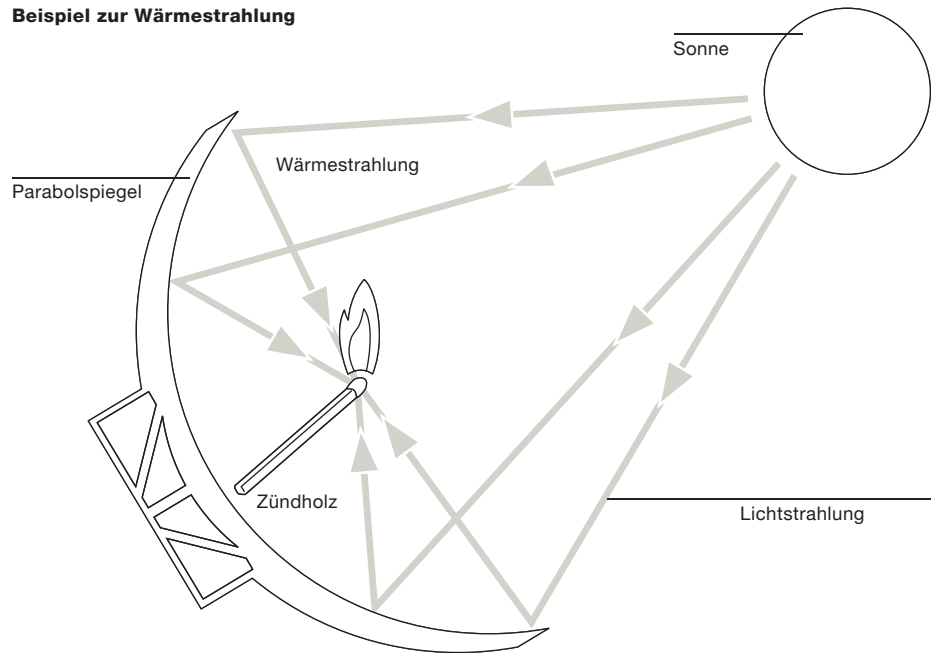 Beispiel zur Wärmestrahlung
Sonne
Wärmestrahlung
Parabolspiegel
Zündholz
Lichtstrahlung